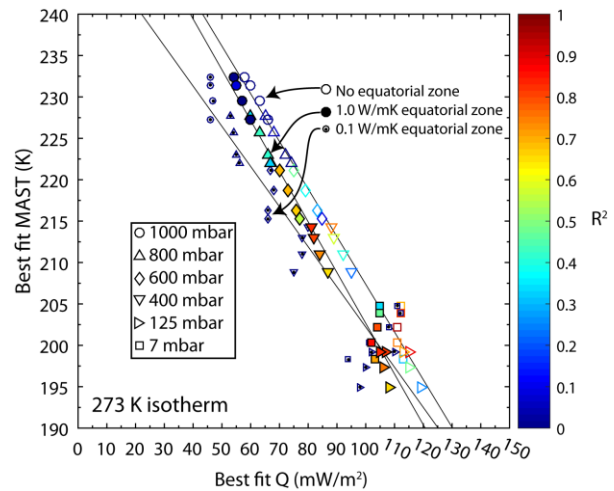 240
235
230
225
220
215
210
205
200
195
190
Best fit MAST (K)
No equatorial zone
1.0 W/mK equatorial zone
0.1 W/mK equatorial zone
1000 mbar
800 mbar
600 mbar
400 mbar
125 mbar
7 mbar
273 K isotherm
0 10 20 30 40 50 60 70 80 90 100 110 120 130 140 150
Best fit Q (mW/m²)
1
0.9
0.8
0.7
0.6
0.5
0.4
0.3
0.2
0.1
0
R²